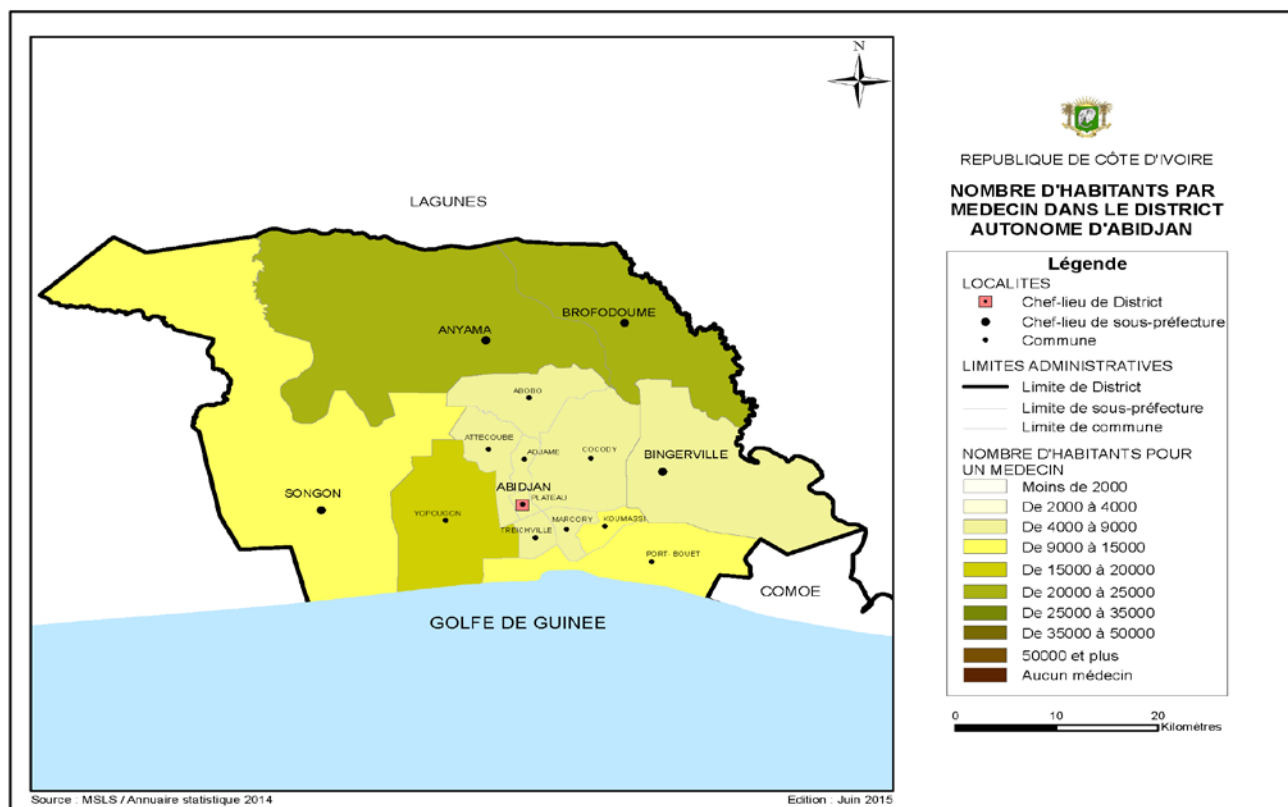 N
LAGUNES
BROFODOUME
ANYAMA
ABOBO
ATTECOUBE
ADJAME
COCODY
BINGERVILLE
ABIDJAN
PLATEAU
SONGON
YOPOUGON
TREICHVILLE
MARCORY
KOUMASSI
PORT- BOUET
COMOE
GOLFE DE GUINEE
Source : MSLS / Annuaire statistique 2014
Edition : Juin 2015
REPUBLIQUE DE CÔTE D'IVOIRE
NOMBRE D'HABITANTS PAR
MEDECIN DANS LE DISTRICT
AUTONOME D'ABIDJAN
Légende
LOCALITES
Chef-lieu de District
Chef-lieu de sous-préfecture
Commune
LIMITES ADMINISTRATIVES
Limite de District
Limite de sous-préfecture
Limite de commune
NOMBRE D'HABITANTS POUR
UN MEDECIN
Moins de 2000
De 2000 à 4000
De 4000 à 9000
De 9000 à 15000
De 15000 à 20000
De 20000 à 25000
De 25000 à 35000
De 35000 à 50000
50000 et plus
Aucun médecin
0 10 20
Kilomètres